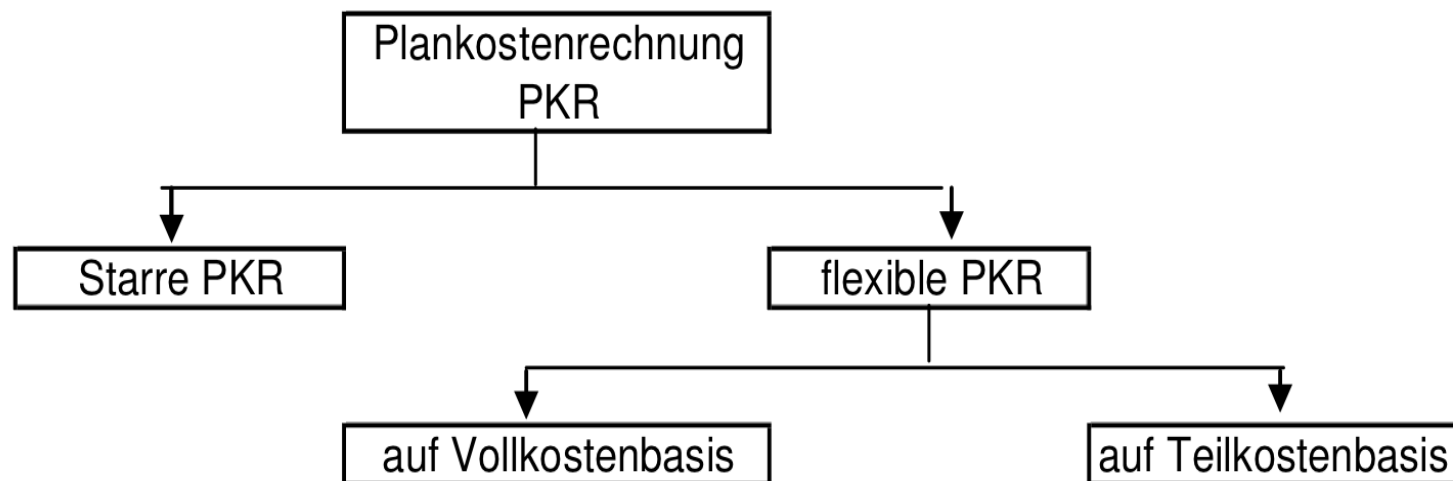 Plankostenrechnung
PKR
Starre PKR
flexible PKR
auf Vollkostenbasis
auf Teilkostenbasis